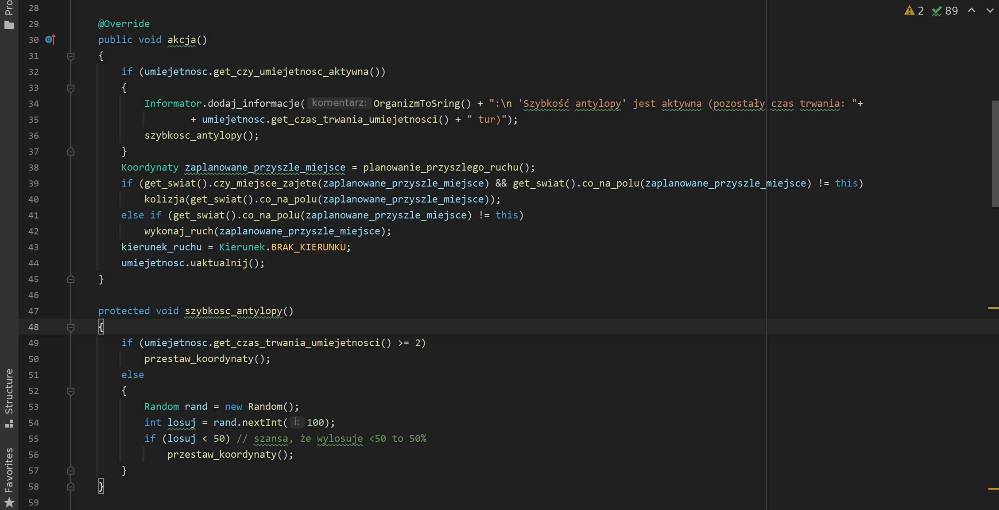 Pro
2 89
28
29 @Override
30 public void akcja()
31 {
32 if (umiejetnosc.get_czy_umiejetnosc_aktywna())
33 {
34 Informator.dodaj_informacje( komentarz: OrganizmToSring() + ":\n 'Szybkość antylopy' jest aktywna (pozostały czas trwania: "+
35 + umiejetnosc.get_czas_trwania_umiejetnosci() + " tur)");
36 szybkosc_antylopy();
37 }
38 Koordynaty zaplanowane_przyszle_miejsce = planowanie_przyszlego_ruchu();
39 if (get_swiat().czy_miejsce_zajete(zaplanowane_przyszle_miejsce) && get_swiat().co_na_polu(zaplanowane_przyszle_miejsce) != this)
40 kolizja(get_swiat().co_na_polu(zaplanowane_przyszle_miejsce));
41 else if (get_swiat().co_na_polu(zaplanowane_przyszle_miejsce) != this)
42 wykonaj_ruch(zaplanowane_przyszle_miejsce);
43 kierunek_ruchu = Kierunek.BRAK_KIERUNKU;
44 umiejetnosc.uaktualnij();
45 }
46
47 protected void szybkosc_antylopy()
48 {
49 if (umiejetnosc.get_czas_trwania_umiejetnosci() >= 2)
50 przestaw_koordynaty();
51 else
52 {
53 Random rand = new Random();
54 int losuj = rand.nextInt( i: 100);
55 if (losuj < 50) // szansa, że wylosuje <50 to 50%
56 przestaw_koordynaty();
57 }
58 }
59
Structure
Favorites